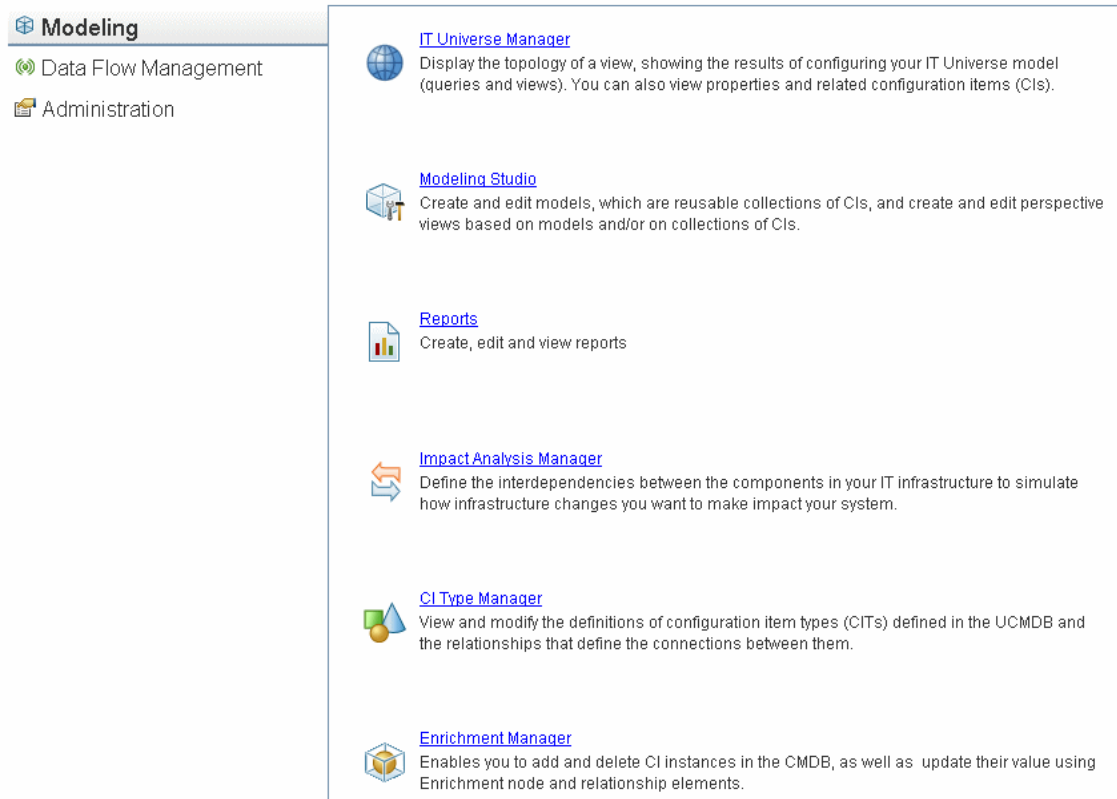 Modeling
Data Flow Management
Administration
IT Universe Manager
Display the topology of a view, showing the results of configuring your IT Universe model
(queries and views). You can also view properties and related configuration items (CIs).
Modeling Studio
Create and edit models, which are reusable collections of CIs, and create and edit perspective
views based on models and/or on collections of CIs.
Reports
Create, edit and view reports
Impact Analysis Manager
Define the interdependencies between the components in your IT infrastructure to simulate
how infrastructure changes you want to make impact your system.
CI Type Manager
View and modify the definitions of configuration item types (CITs) defined in the UCMDB and
the relationships that define the connections between them.
Enrichment Manager
Enables you to add and delete CI instances in the CMDB, as well as update their value using
Enrichment node and relationship elements.